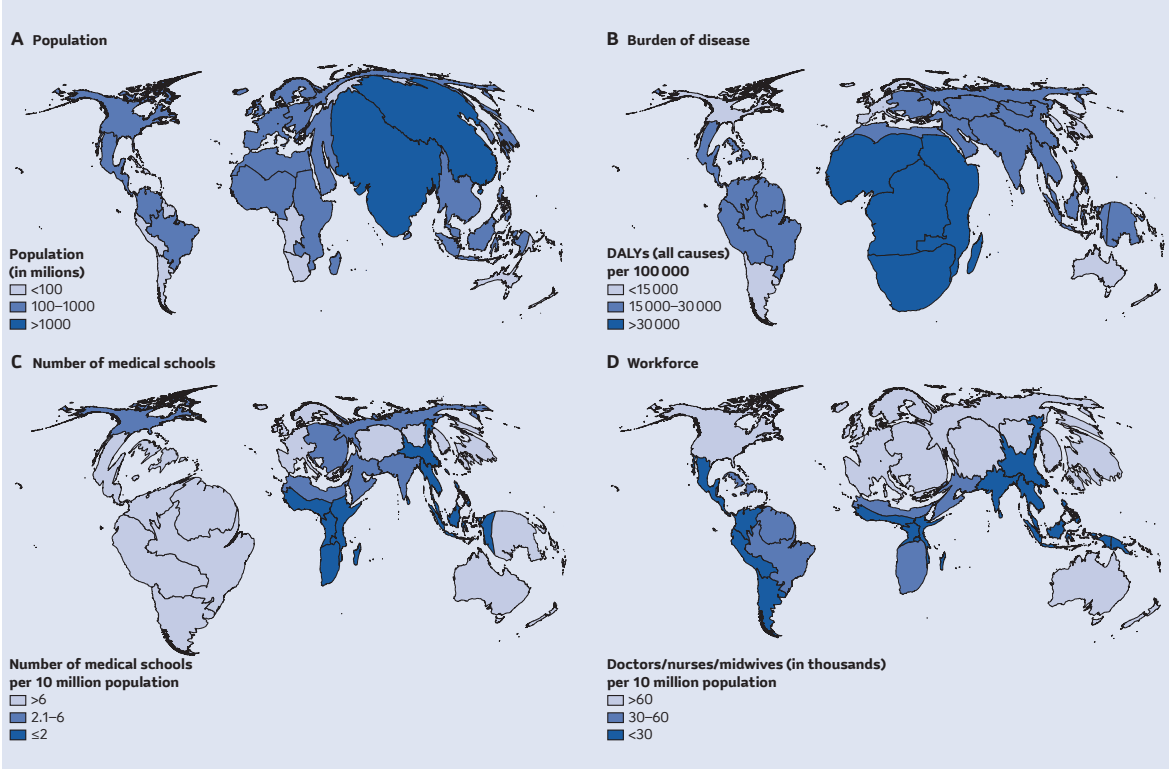 A Population
Population
(in milions)
<100
100–1000
>1000
B Burden of disease
DALYs (all causes)
per 100 000
<15 000
15 000–30 000
>30 000
C Number of medical schools
Number of medical schools
per 10 million population
>6
2.1–6
≤2
D Workforce
Doctors/nurses/midwives (in thousands)
per 10 million population
>60
30–60
<30